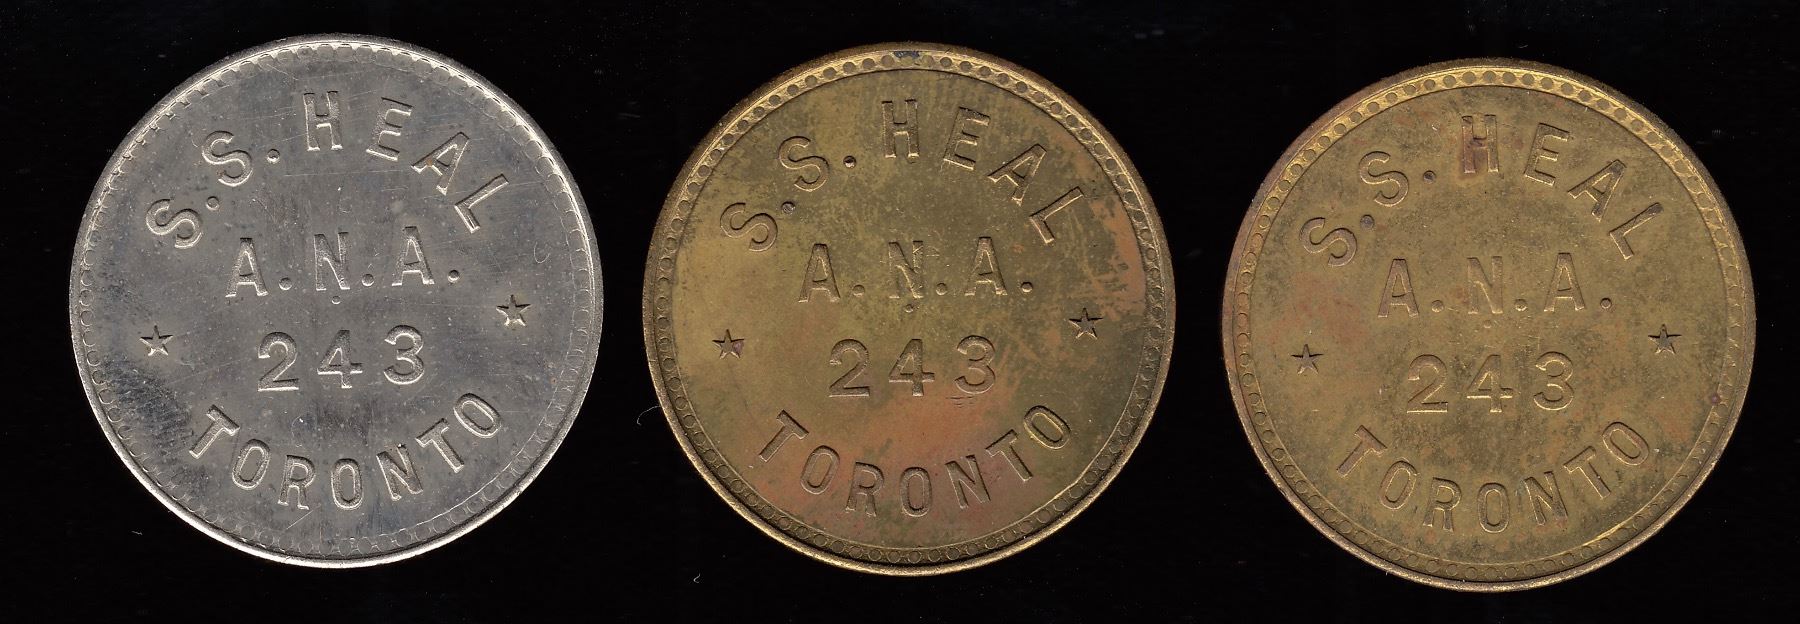 S.S. HEAL
A.N.A.
243
TORONTO
S.S. HEAL
A.N.A.
243
TORONTO
S.S. HEAL
A.N.A.
243
TORONTO